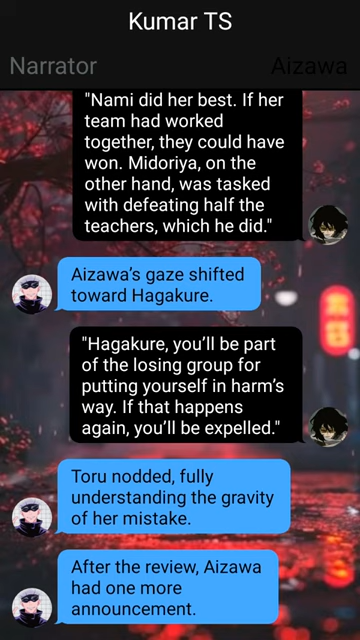 Kumar TS
Narrator
Aizawa
"Nami did her best. If her
team had worked
together, they could have
won. Midoriya, on the
other hand, was tasked
with defeating half the
teachers, which he did."
Aizawa’s gaze shifted
toward Hagakure.
"Hagakure, you’ll be part
of the losing group for
putting yourself in harm’s
way. If that happens
again, you’ll be expelled."
Toru nodded, fully
understanding the gravity
of her mistake.
After the review, Aizawa
had one more
announcement.